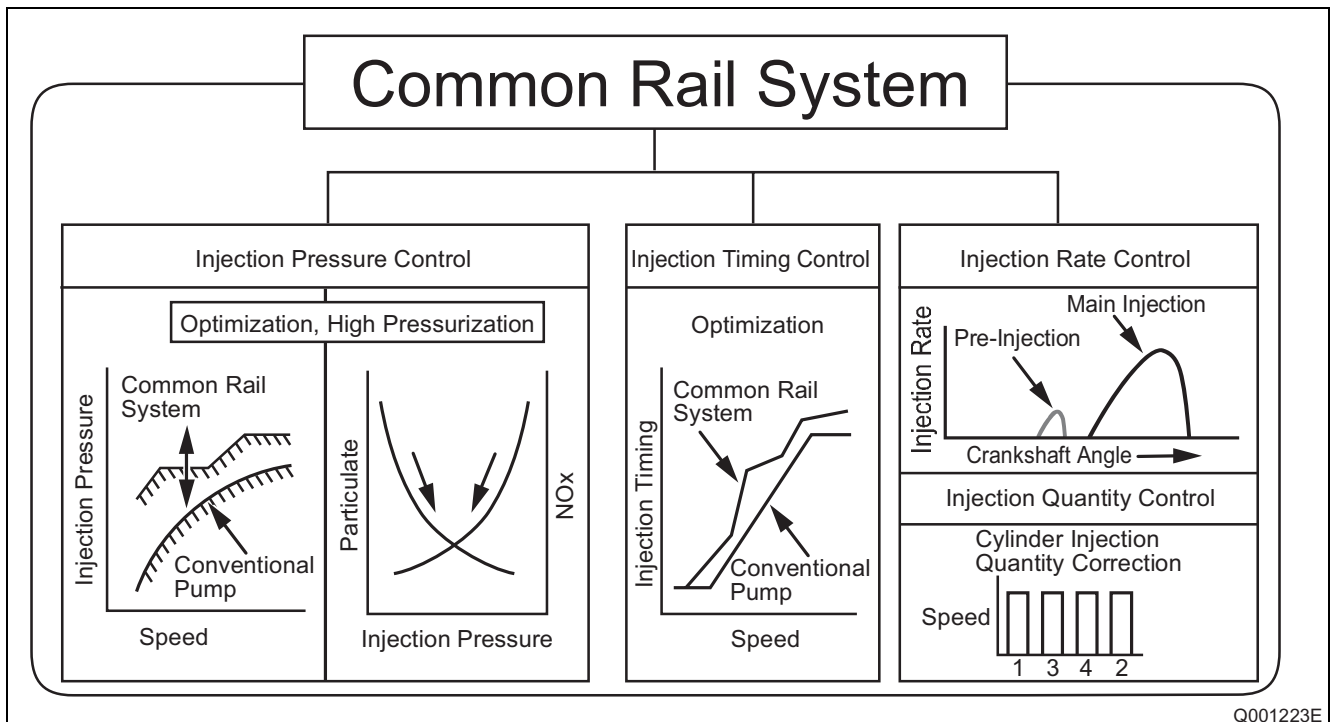 Common Rail System
Injection Pressure Control
Optimization, High Pressurization
Injection Pressure
Common Rail
System
Conventional
Pump
Speed
Particulate
NOx
Injection Pressure
Injection Timing Control
Optimization
Injection Timing
Common Rail
System
Conventional
Pump
Speed
Injection Rate Control
Injection Rate
Main Injection
Pre-Injection
Crankshaft Angle
Injection Quantity Control
Cylinder Injection
Quantity Correction
Speed
1 3 4 2
Q001223E